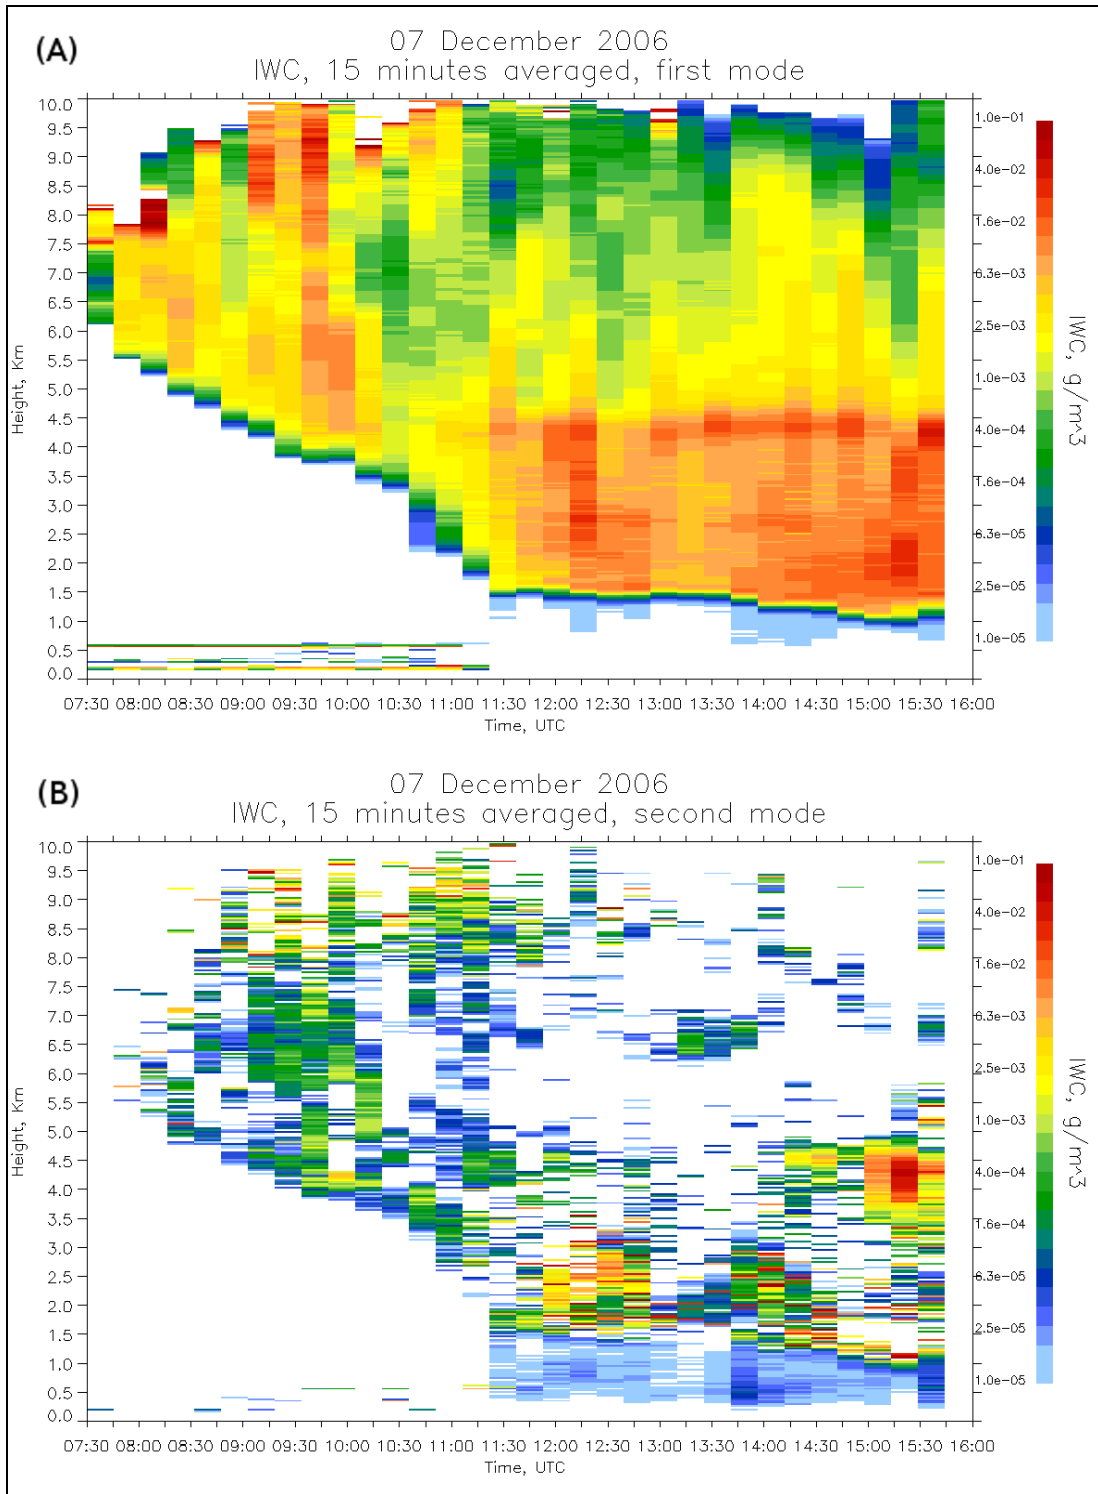 (A)
07 December 2006
IWC, 15 minutes averaged, first mode
10.0
9.5
9.0
8.5
8.0
7.5
7.0
6.5
6.0
5.5
5.0
4.5
4.0
3.5
3.0
2.5
2.0
1.5
1.0
0.5
0.0
Height, Km
07:30 08:00 08:30 09:00 09:30 10:00 10:30 11:00 11:30 12:00 12:30 13:00 13:30 14:00 14:30 15:00 15:30 16:00
Time, UTC
1.0e-01
4.0e-02
1.6e-02
6.3e-03
2.5e-03
1.0e-03
4.0e-04
1.6e-04
6.3e-05
2.5e-05
1.0e-05
IWC, g/m^3
(B)
07 December 2006
IWC, 15 minutes averaged, second mode
10.0
9.5
9.0
8.5
8.0
7.5
7.0
6.5
6.0
5.5
5.0
4.5
4.0
3.5
3.0
2.5
2.0
1.5
1.0
0.5
0.0
Height, Km
07:30 08:00 08:30 09:00 09:30 10:00 10:30 11:00 11:30 12:00 12:30 13:00 13:30 14:00 14:30 15:00 15:30 16:00
Time, UTC
1.0e-01
4.0e-02
1.6e-02
6.3e-03
2.5e-03
1.0e-03
4.0e-04
1.6e-04
6.3e-05
2.5e-05
1.0e-05
IWC, g/m^3